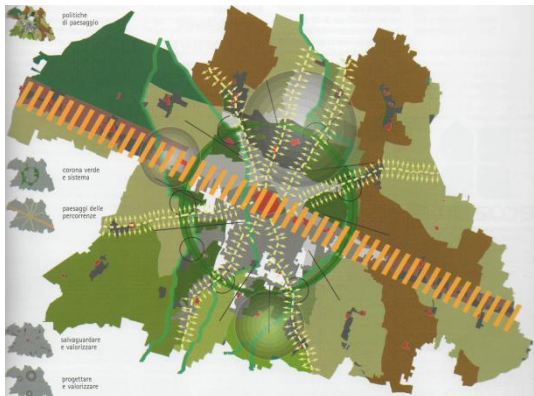 politiche
di paesaggio
corona verde
e sistema
paesaggi delle
percorrenze
salvaguardare
e valorizzare
progettare
e valorizzare